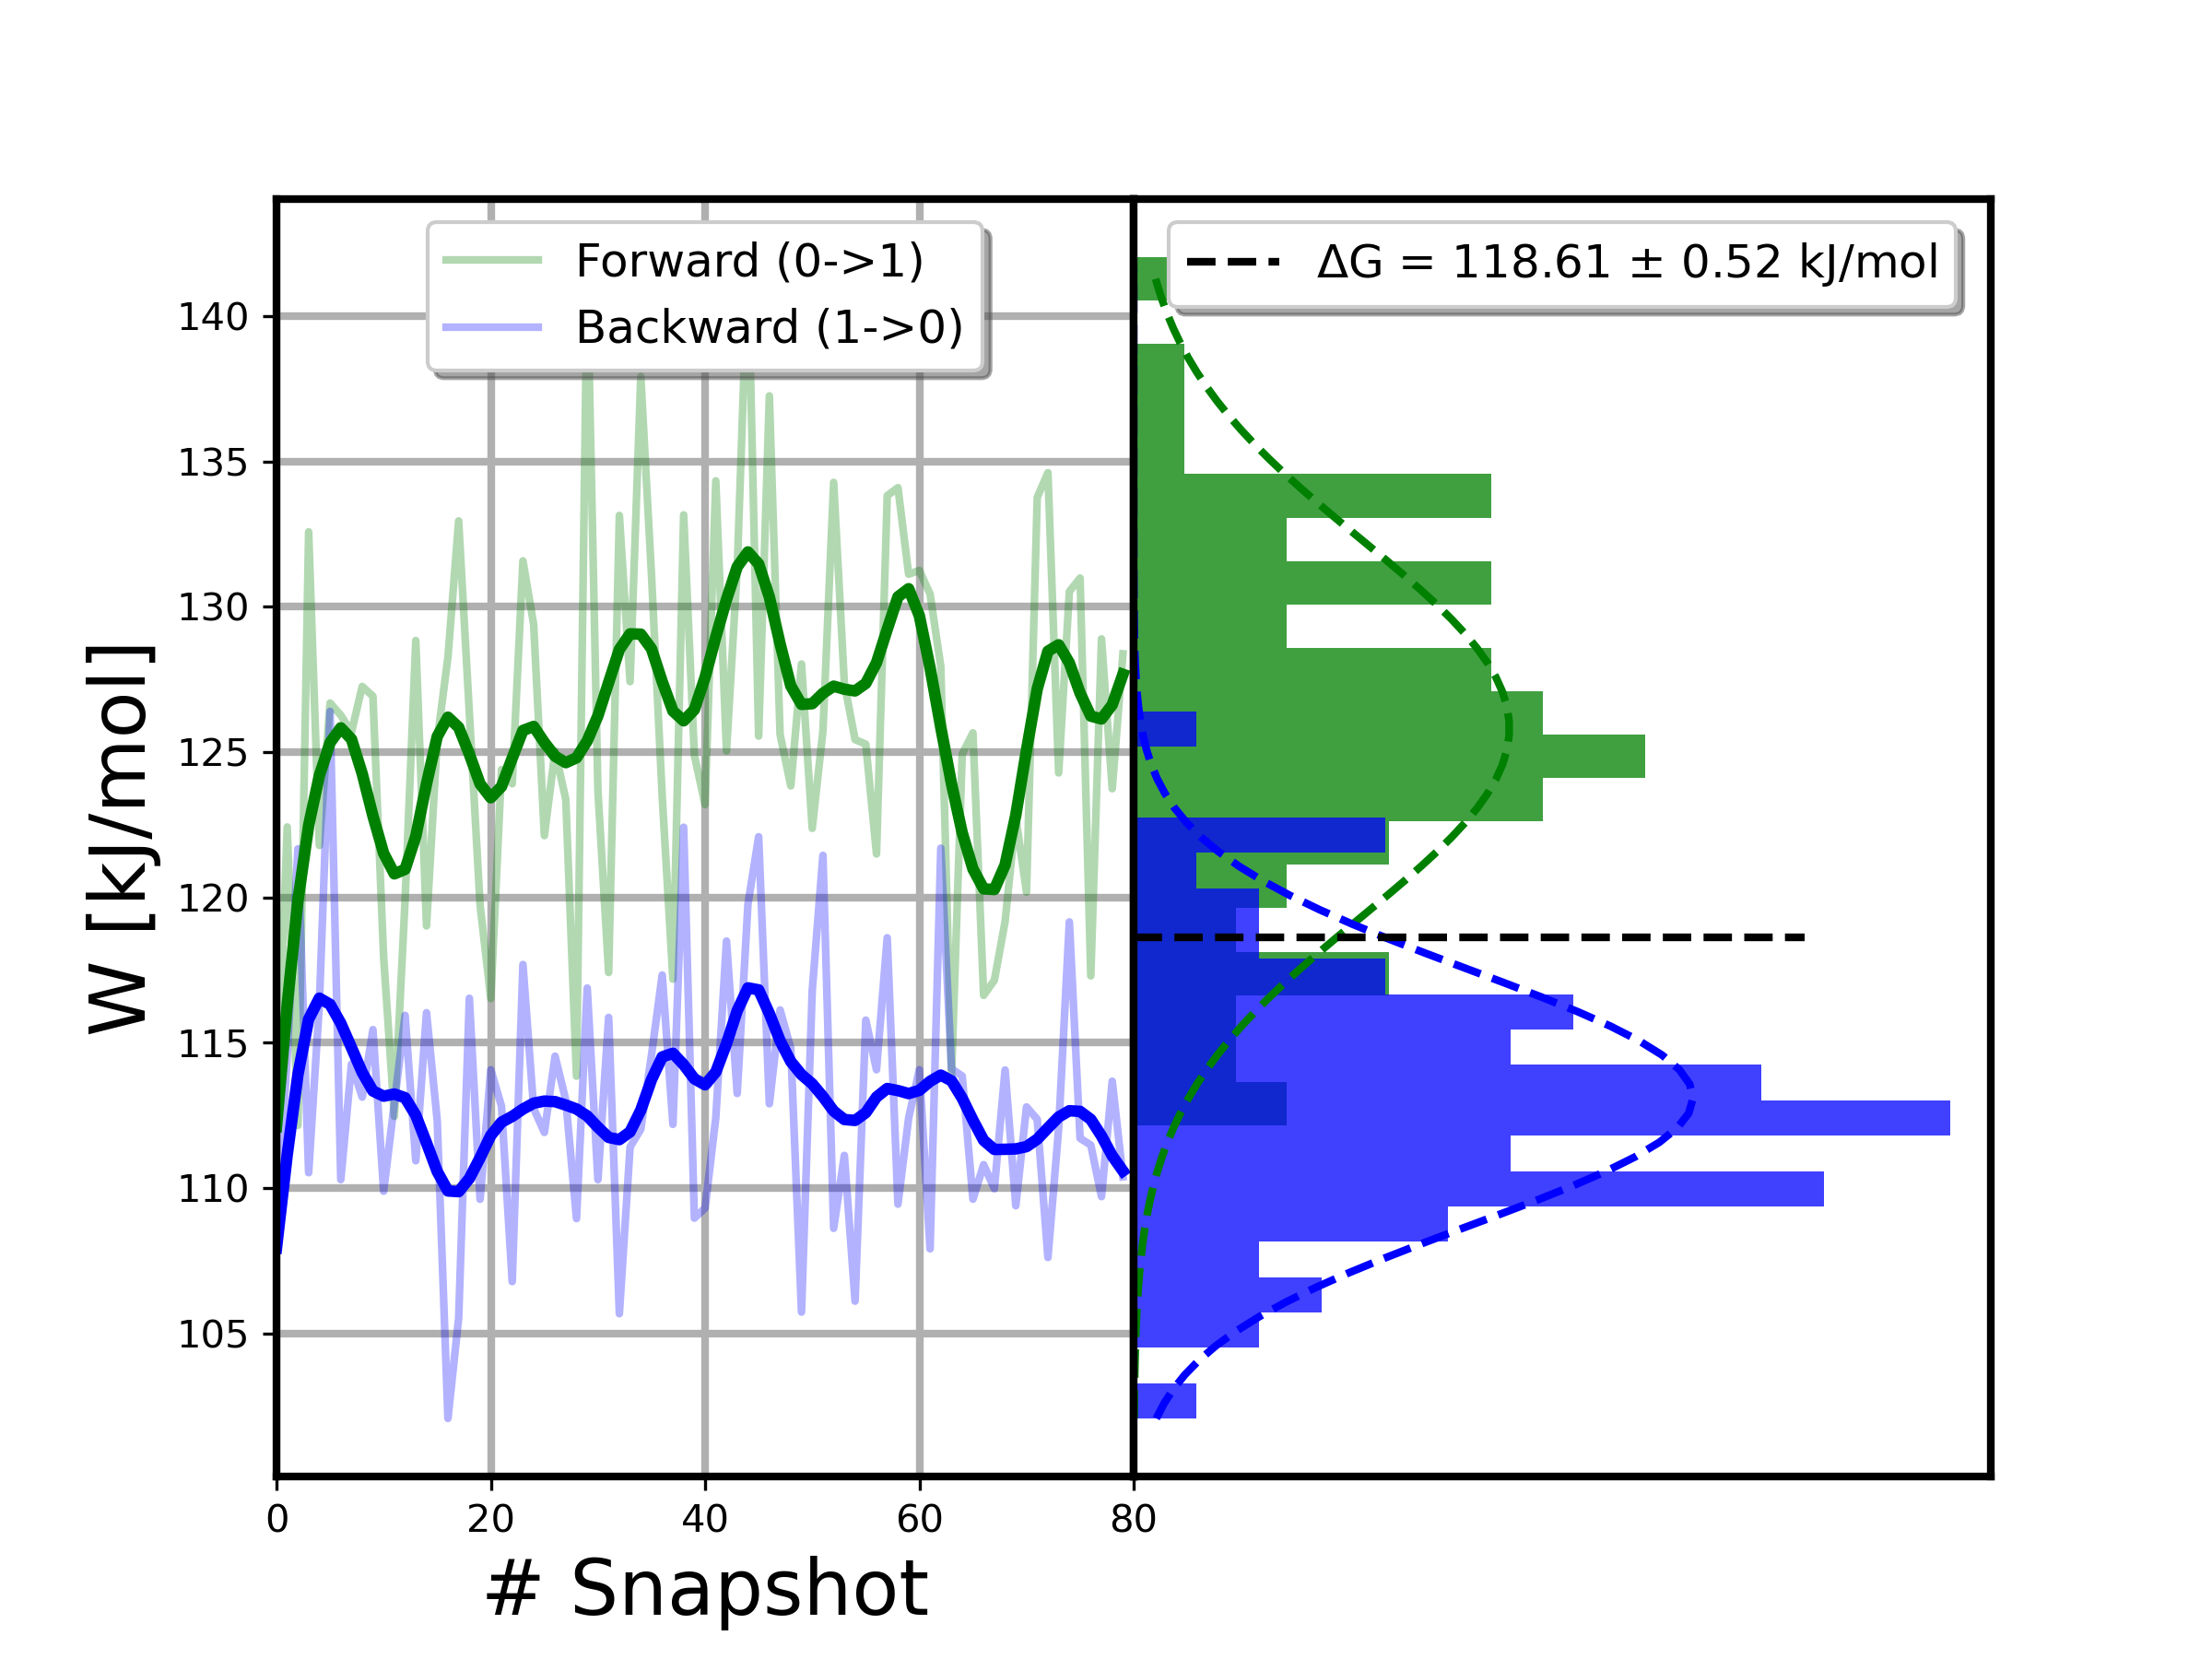 Forward (0->1)
Backward (1->0)
ΔG = 118.61 ± 0.52 kJ/mol
W [kJ/mol]
140
135
130
125
120
115
110
105
0 20 40 60 80
# Snapshot